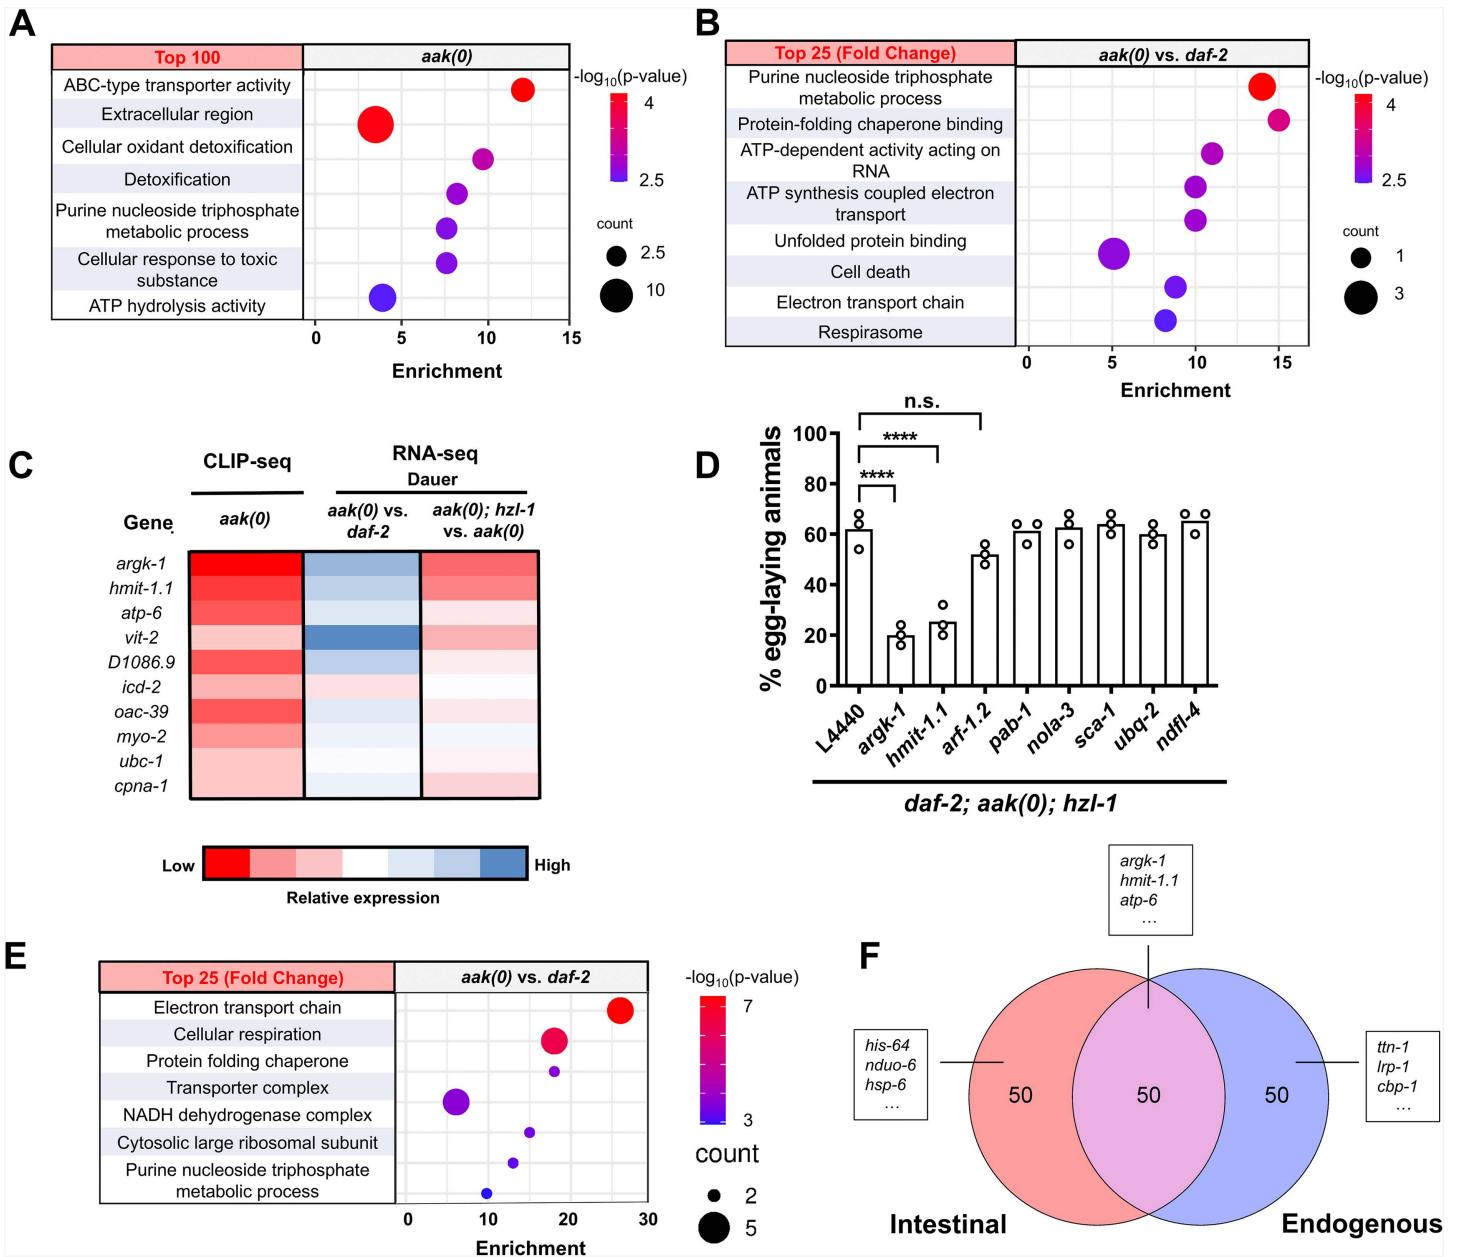 A
Top 100
aak(0)
ABC-type transporter activity
Extracellular region
Cellular oxidant detoxification
Detoxification
Purine nucleoside triphosphate
metabolic process
Cellular response to toxic
substance
ATP hydrolysis activity
0 5 10 15
Enrichment
-log10(p-value)
4
2.5
count
2.5
10
B
Top 25 (Fold Change)
aak(0) vs. daf-2
Purine nucleoside triphosphate
metabolic process
Protein-folding chaperone binding
ATP-dependent activity acting on
RNA
ATP synthesis coupled electron
transport
Unfolded protein binding
Cell death
Electron transport chain
Respirasome
0 5 10 15
Enrichment
-log10(p-value)
4
2.5
count
1
3
C
CLIP-seq
RNA-seq
Dauer
Gene
aak(0)
aak(0) vs.
daf-2
aak(0); hzl-1
vs. aak(0)
argk-1
hmit-1.1
atp-6
vit-2
D1086.9
icd-2
oac-39
myo-2
ubc-1
cpna-1
Low
High
Relative expression
D
% egg-laying animals
100
80
60
40
20
0
n.s.
****
****
L4440
argk-1
hmit-1.1
arf-1.2
pab-1
nola-3
sca-1
ubq-2
ndfl-4
daf-2; aak(0); hzl-1
E
Top 25 (Fold Change)
aak(0) vs. daf-2
Electron transport chain
Cellular respiration
Protein folding chaperone
Transporter complex
NADH dehydrogenase complex
Cytosolic large ribosomal subunit
Purine nucleoside triphosphate
metabolic process
0 10 20 30
Enrichment
-log10(p-value)
7
3
count
2
5
F
argk-1
hmit-1.1
atp-6
...
his-64
nduo-6
hsp-6
...
ttn-1
lrp-1
cbp-1
...
50 50 50
Intestinal
Endogenous